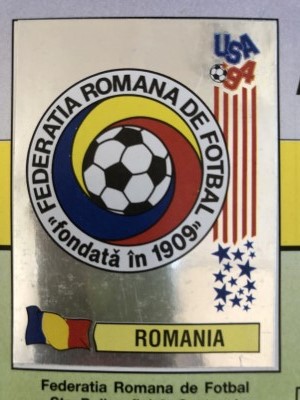 USA
'94
FEDERATIA ROMANA DE FOTBAL
«fondată în 1909»
ROMANIA
Federatia Romana de Fotbal